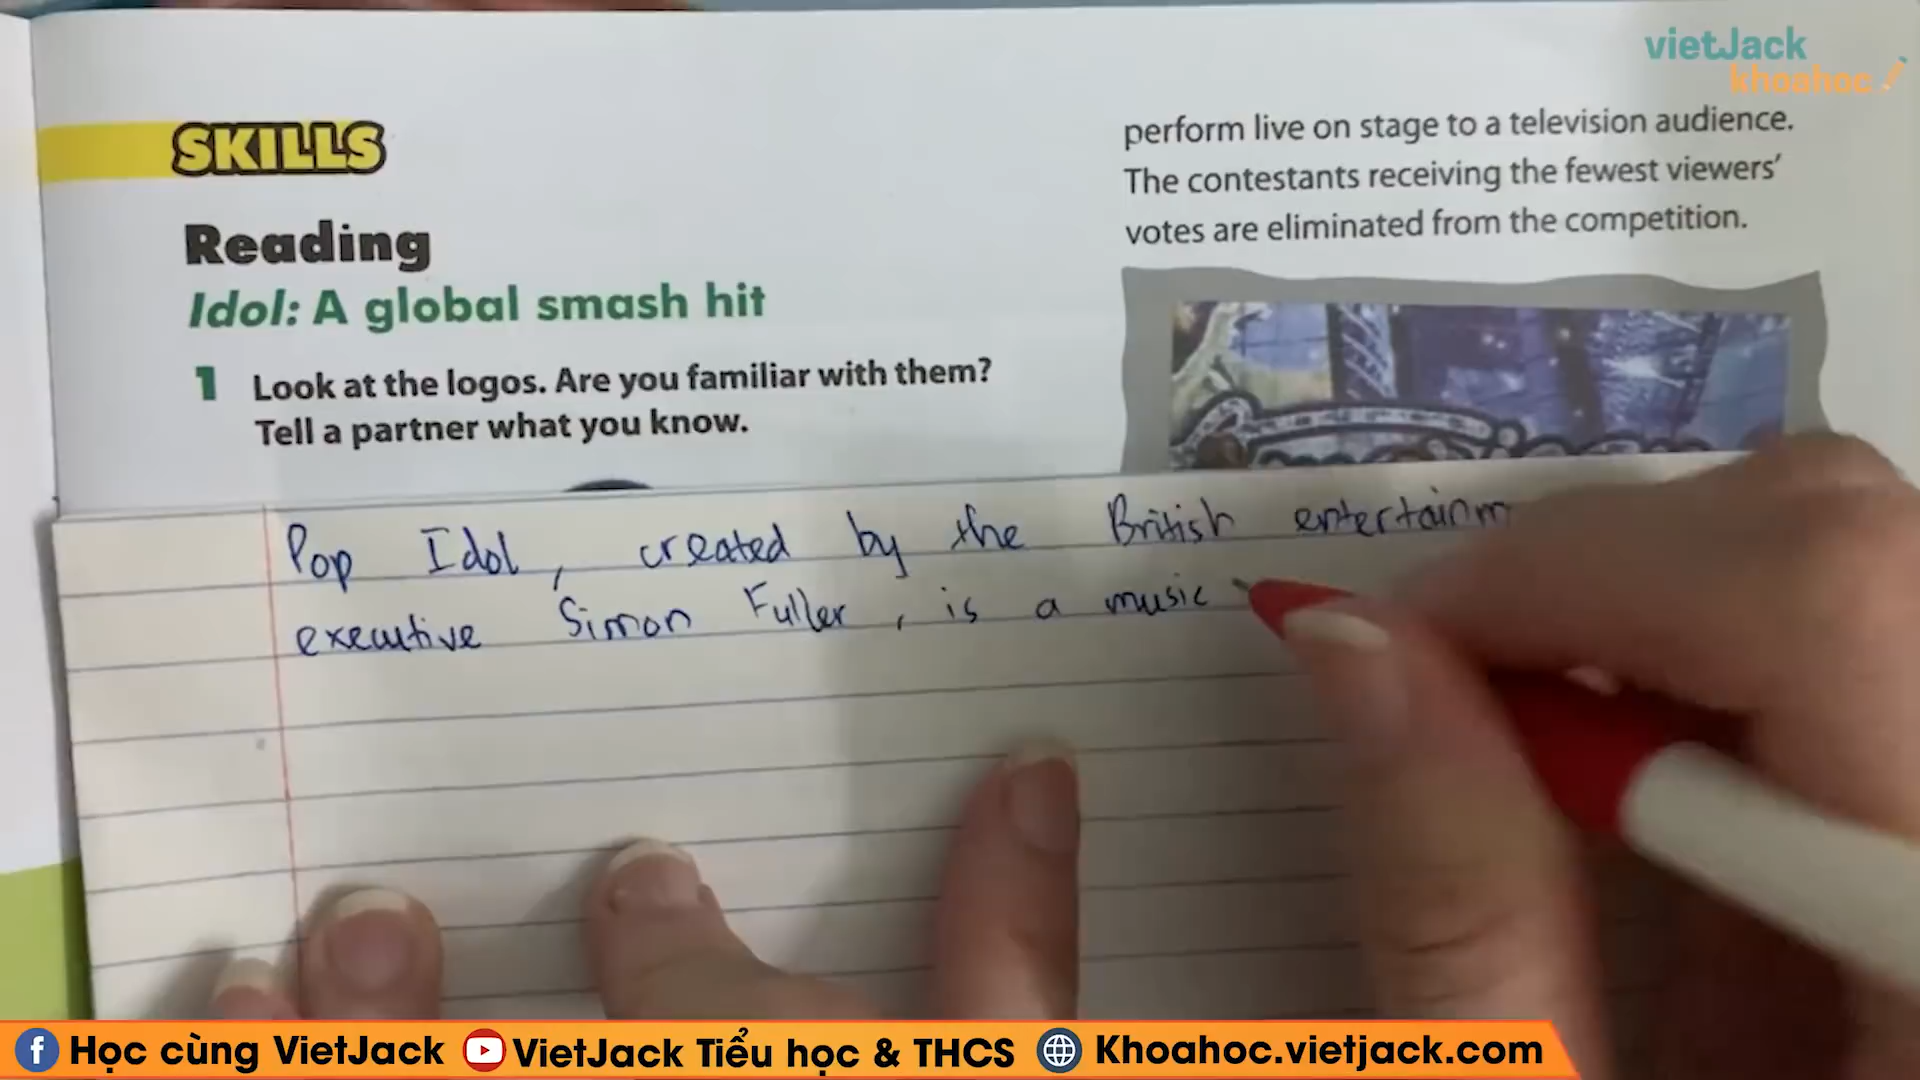 vietJack
khoahoc
SKILLS
Reading
Idol: A global smash hit
1 Look at the logos. Are you familiar with them?
Tell a partner what you know.
perform live on stage to a television audience.
The contestants receiving the fewest viewers'
votes are eliminated from the competition.
Pop Idol, created by the British entertainm
executive Simon Fuller, is a music
Học cùng VietJack VietJack Tiểu học & THCS Khoahoc.vietjack.com